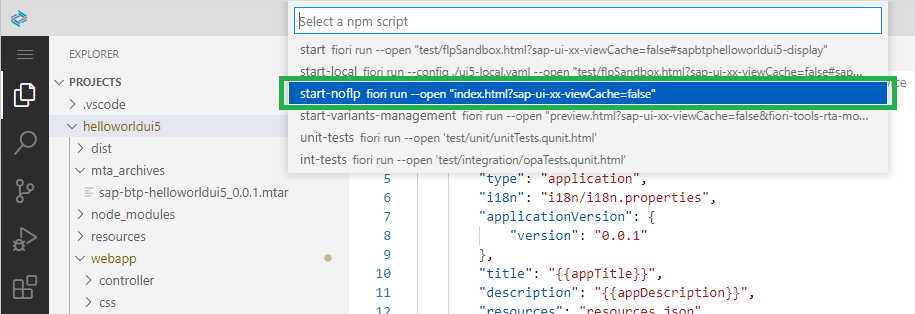 Select a npm script
EXPLORER
PROJECTS
.vscode
helloworldui5
dist
mta_archives
sap-btp-helloworldui5_0.0.1.mtar
node_modules
resources
webapp
controller
css
start fiori run --open "test/flpSandbox.html?sap-ui-xx-viewCache=false#sapbtphelloworldui5-display"
start-local fiori run --config ./ui5-local.yaml --open "test/flpSandbox.html?sap-ui-xx-viewCache=false#sap...
start-noflp fiori run --open "index.html?sap-ui-xx-viewCache=false"
start-variants-management fiori run --open "preview.html?sap-ui-xx-viewCache=false&fiori-tools-rta-mo...
unit-tests fiori run --open 'test/unit/unitTests.qunit.html'
int-tests fiori run --open 'test/integration/opaTests.qunit.html'
5 "type": "application",
6 "i18n": "i18n/i18n.properties",
7 "applicationVersion": {
8 "version": "0.0.1"
9 },
10 "title": "{{appTitle}}",
11 "description": "{{appDescription}}",
12 "resources": "resources.json"